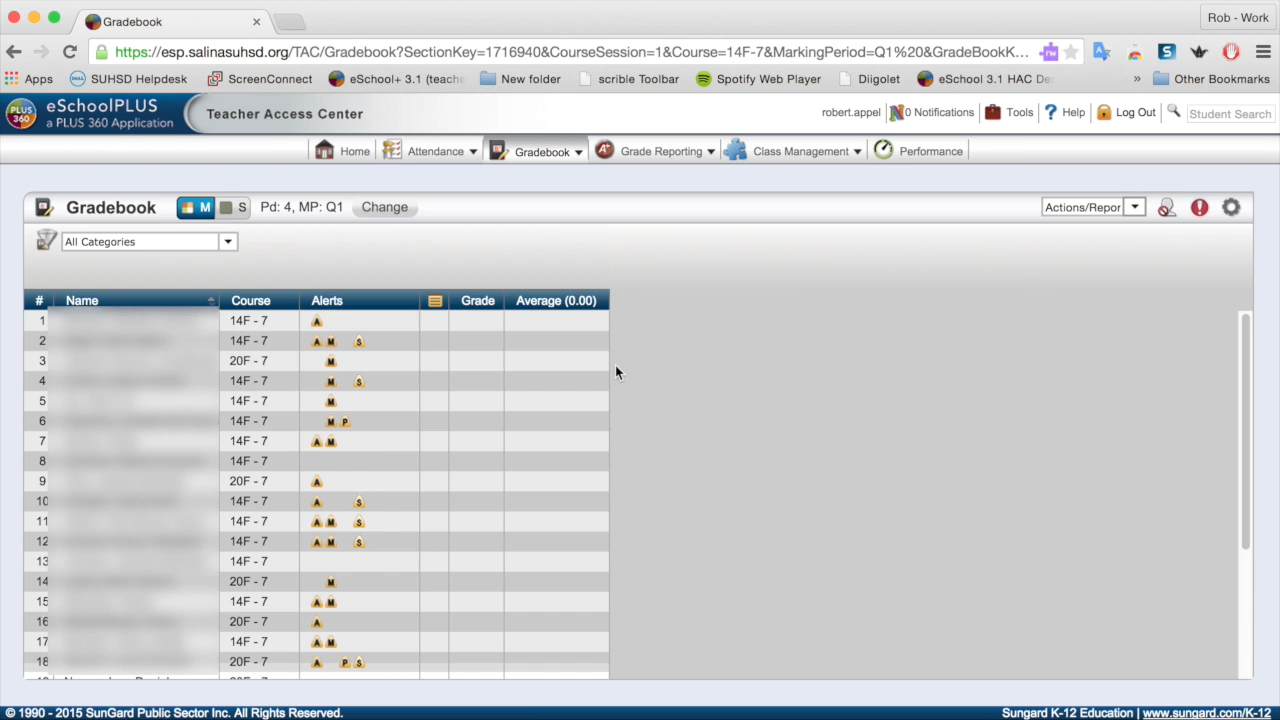 Gradebook
Rob - Work
https://esp.salinasuhsd.org/TAC/Gradebook?SectionKey=1716940&CourseSession=1&Course=14F-7&MarkingPeriod=Q1%20&GradeBookK...
Apps SUHSD Helpdesk ScreenConnect eSchool+ 3.1 (teache New folder scrible Toolbar Spotify Web Player Diigolet eSchool 3.1 HAC De » Other Bookmarks
PLUS 360 eSchoolPLUS
a PLUS 360 Application
Teacher Access Center
robert.appel 0 Notifications Tools ? Help Log Out Student Search
Home Attendance Gradebook Grade Reporting Class Management Performance
Gradebook M S Pd: 4, MP: Q1 Change Actions/Repor
All Categories
# Name Course Alerts Grade Average (0.00)
1 14F - 7 A
2 14F - 7 A M S
3 20F - 7 M
4 14F - 7 M S
5 14F - 7 M
6 14F - 7 M P
7 14F - 7 A M
8 14F - 7
9 20F - 7 A
10 14F - 7 A S
11 14F - 7 A M S
12 14F - 7 A M S
13 14F - 7
14 20F - 7 M
15 14F - 7 A M
16 20F - 7 A
17 14F - 7 A M
18 20F - 7 A P S
© 1990 - 2015 SunGard Public Sector Inc. All Rights Reserved.
Sungard K-12 Education | www.sungard.com/K-12